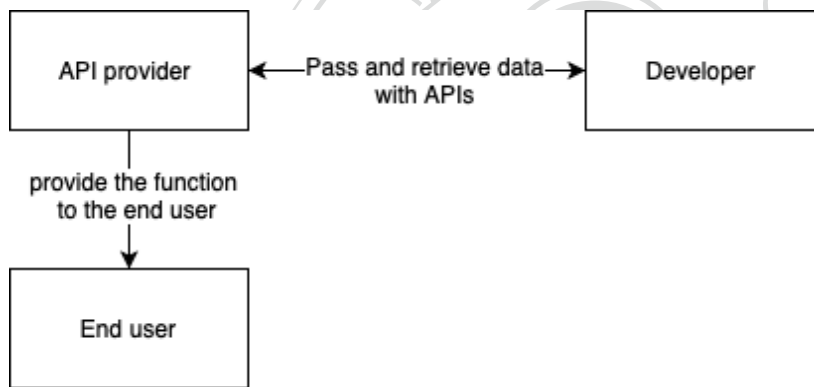 API provider
Pass and retrieve data
with APIs
Developer
provide the function
to the end user
End user